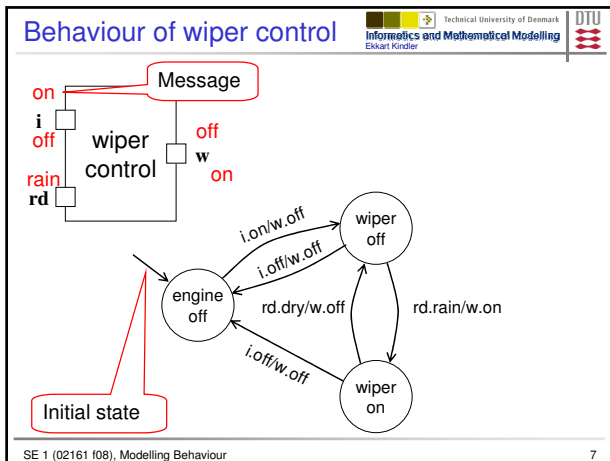 Behaviour of wiper control
Technical University of Denmark
DTU
Informatics and Mathematical Modelling
Ekkart Kindler
Message
on
i
off
rain
rd
wiper
control
off
w
on
wiper
off
i.on/w.off
i.off/w.off
engine
off
rd.dry/w.off
rd.rain/w.on
i.off/w.off
wiper
on
Initial state
SE 1 (02161 f08), Modelling Behaviour
7